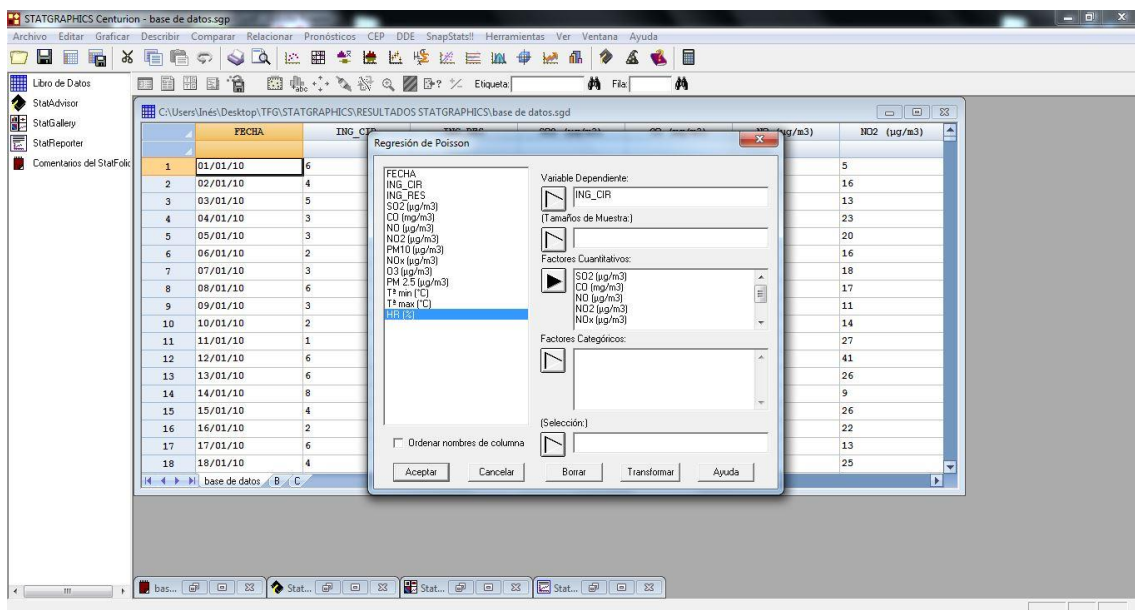 STATGRAPHICS Centurion - base de datos.sgp
Archivo Editar Graficar Describir Comparar Relacionar Pronósticos CEP DDE SnapStats!! Herramientas Ver Ventana Ayuda
Etiqueta: Fila:
Libro de Datos
StatAdvisor
StatGallery
StatReporter
Comentarios del StatFolio
C:\Users\Inés\Desktop\TFG\STATGRAPHICS\RESULTADOS STATGRAPHICS\base de datos.sgd
FECHA ING_CIR NO2 (µg/m3)
1 01/01/10 6 5
2 02/01/10 4 16
3 03/01/10 5 13
4 04/01/10 3 23
5 05/01/10 3 20
6 06/01/10 2 16
7 07/01/10 3 18
8 08/01/10 6 17
9 09/01/10 3 11
10 10/01/10 2 14
11 11/01/10 1 27
12 12/01/10 6 41
13 13/01/10 6 26
14 14/01/10 8 9
15 15/01/10 4 26
16 16/01/10 2 22
17 17/01/10 6 13
18 18/01/10 4 25
base de datos B C
Regresión de Poisson
FECHA
ING_CIR
ING_RES
SO2 (µg/m3)
CO (mg/m3)
NO (µg/m3)
NO2 (µg/m3)
PM10 (µg/m3)
NOx (µg/m3)
O3 (µg/m3)
PM 2.5 (µg/m3)
Tª min (°C)
Tª max (°C)
HR (%)
Ordenar nombres de columna
Variable Dependiente:
ING_CIR
(Tamaños de Muestra:)
Factores Cuantitativos:
SO2 (µg/m3)
CO (mg/m3)
NO (µg/m3)
NO2 (µg/m3)
NOx (µg/m3)
Factores Categóricos:
(Selección:)
Aceptar Cancelar Borrar Transformar Ayuda
bas... Stat... Stat... Stat...